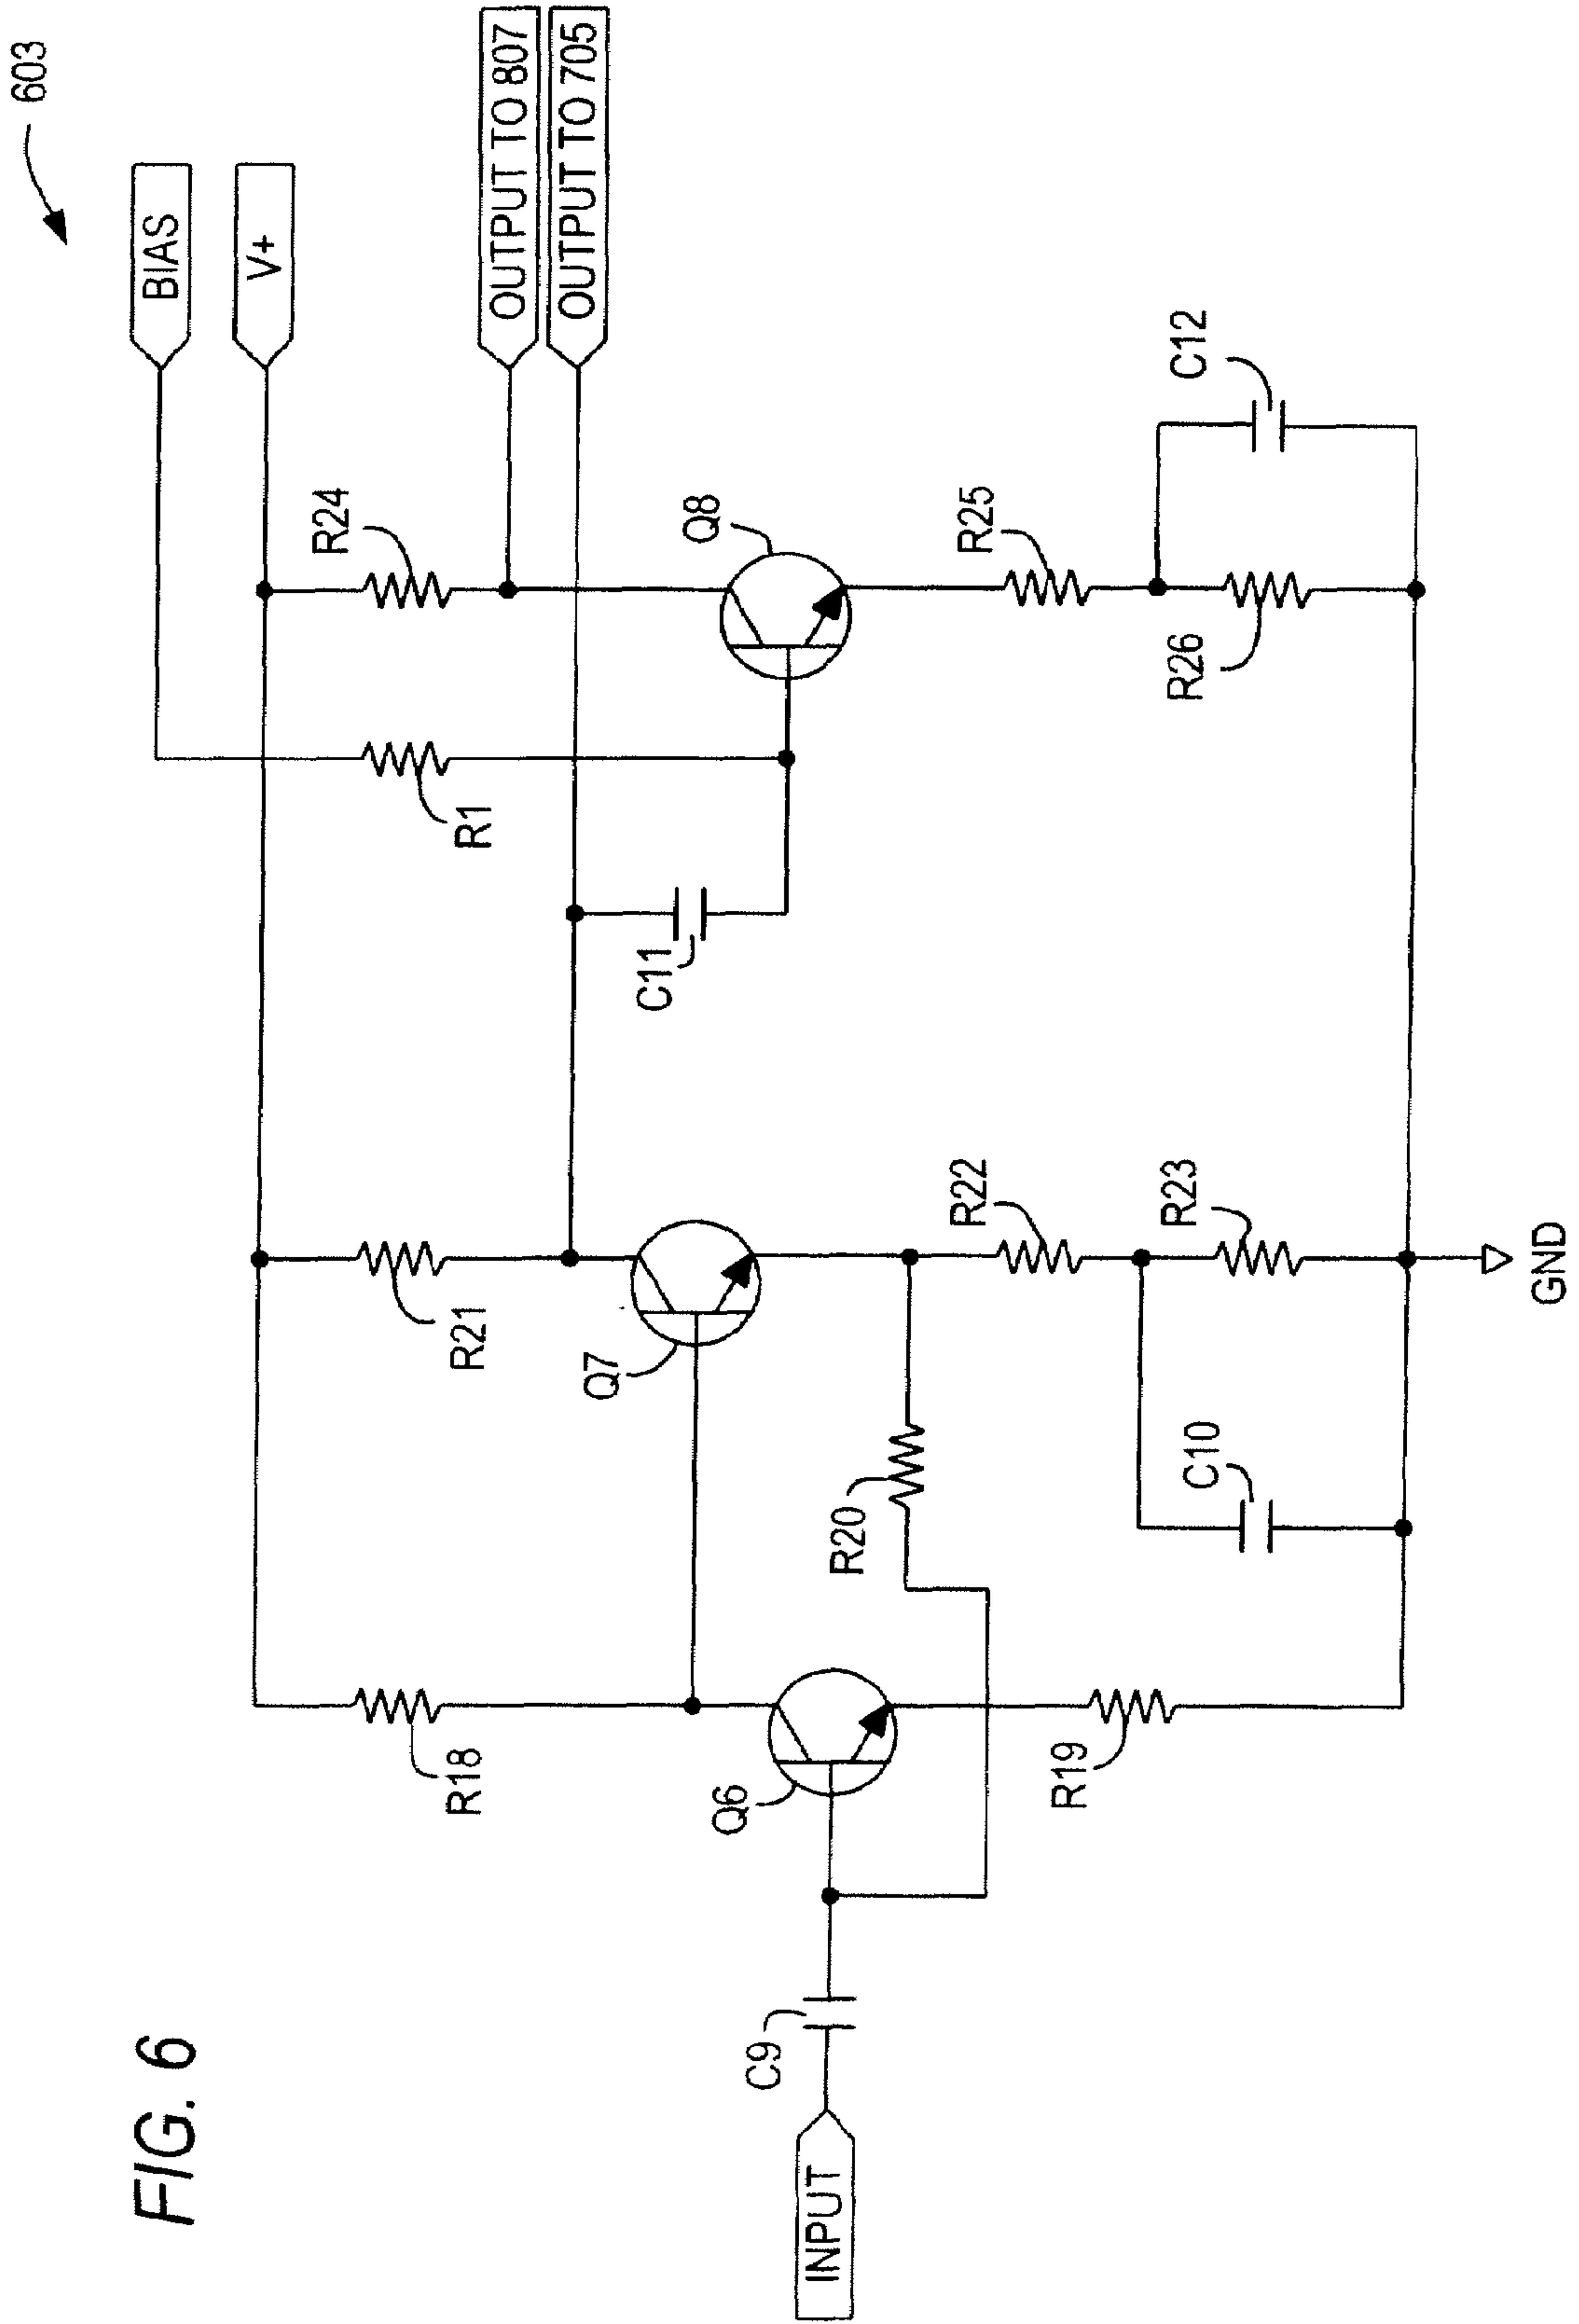 603
BIAS
V+
OUTPUT TO 807
OUTPUT TO 705
R24
Q8
R25
C12
R26
R1
C11
R21
Q7
R22
R23
GND
R20
C10
R18
Q6
R19
C9
INPUT
FIG. 6